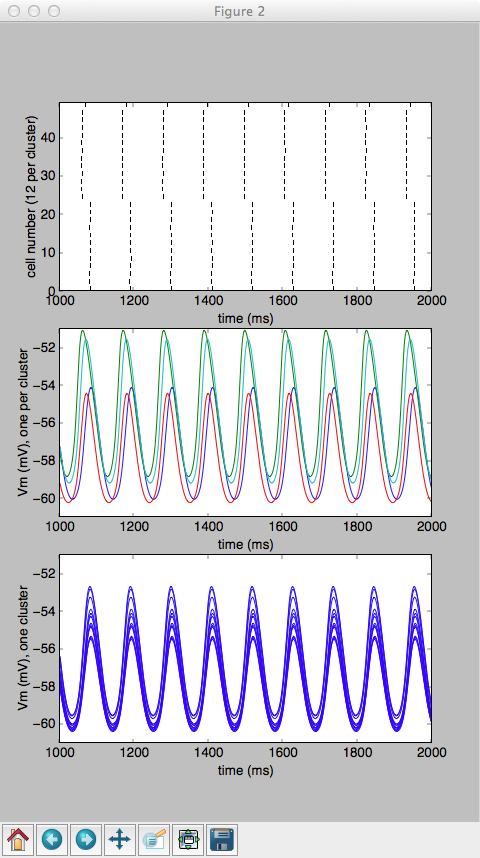 Figure 2
cell number (12 per cluster)
40
30
20
10
0
1000 1200 1400 1600 1800 2000
time (ms)
Vm (mV), one per cluster
−52
−54
−56
−58
−60
1000 1200 1400 1600 1800 2000
time (ms)
Vm (mV), one cluster
−52
−54
−56
−58
−60
1000 1200 1400 1600 1800 2000
time (ms)